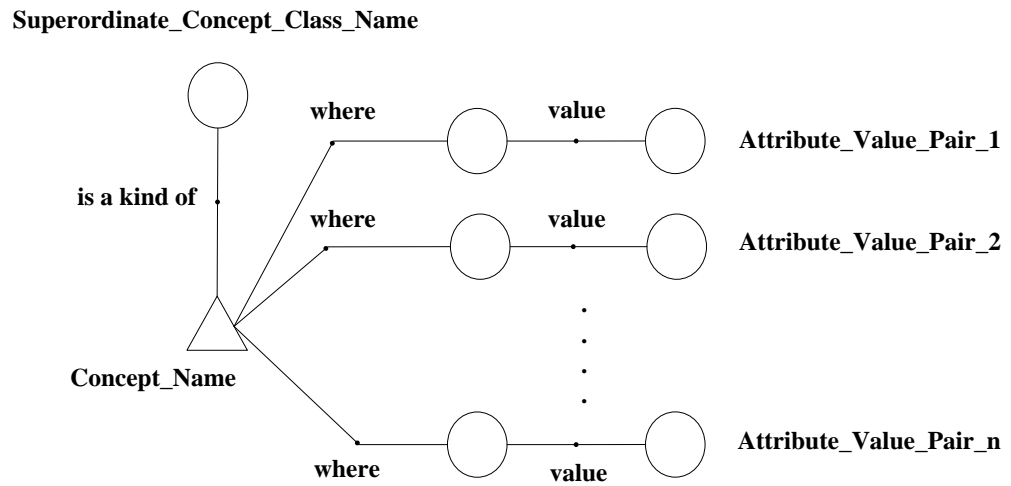 Superordinate_Concept_Class_Name
where
value
Attribute_Value_Pair_1
is a kind of
where
value
Attribute_Value_Pair_2
Concept_Name
where
value
Attribute_Value_Pair_n